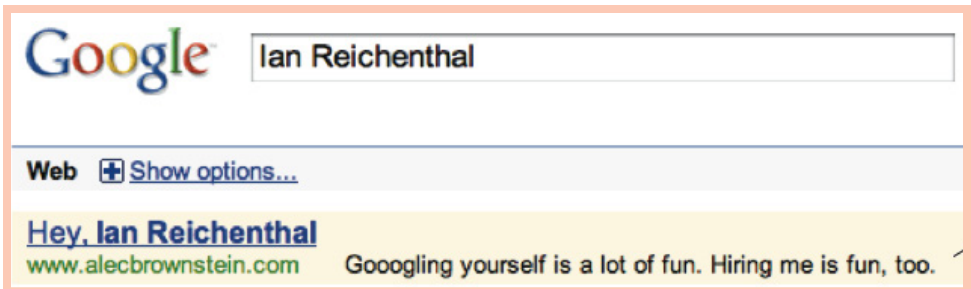 Google Ian Reichenthal
Web Show options...
Hey, Ian Reichenthal
www.alecbrownstein.com Gooogling yourself is a lot of fun. Hiring me is fun, too.